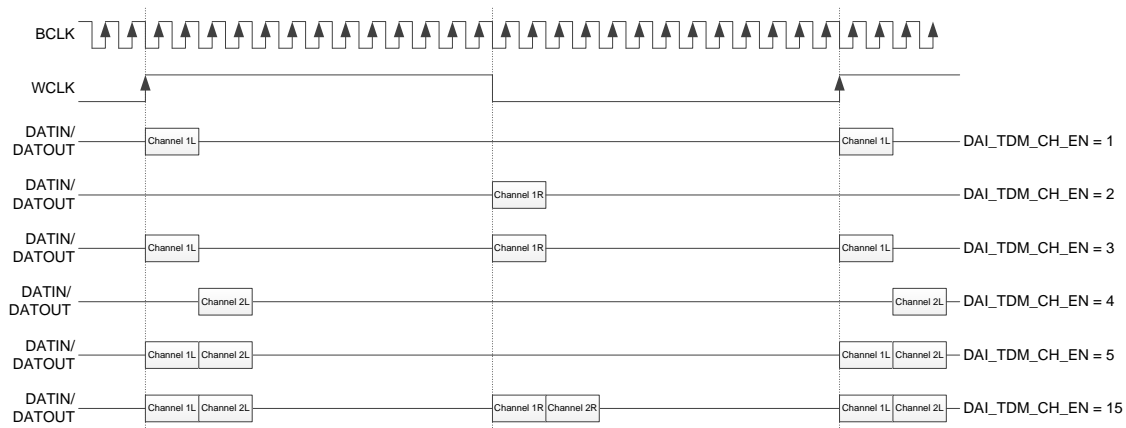 BCLK
WCLK
DATIN/
DATOUT
Channel 1L
Channel 1L
DAI_TDM_CH_EN = 1
DATIN/
DATOUT
Channel 1R
DAI_TDM_CH_EN = 2
DATIN/
DATOUT
Channel 1L
Channel 1R
Channel 1L
DAI_TDM_CH_EN = 3
DATIN/
DATOUT
Channel 2L
Channel 2L
DAI_TDM_CH_EN = 4
DATIN/
DATOUT
Channel 1L
Channel 2L
Channel 1L
Channel 2L
DAI_TDM_CH_EN = 5
DATIN/
DATOUT
Channel 1L
Channel 2L
Channel 1R
Channel 2R
Channel 1L
Channel 2L
DAI_TDM_CH_EN = 15